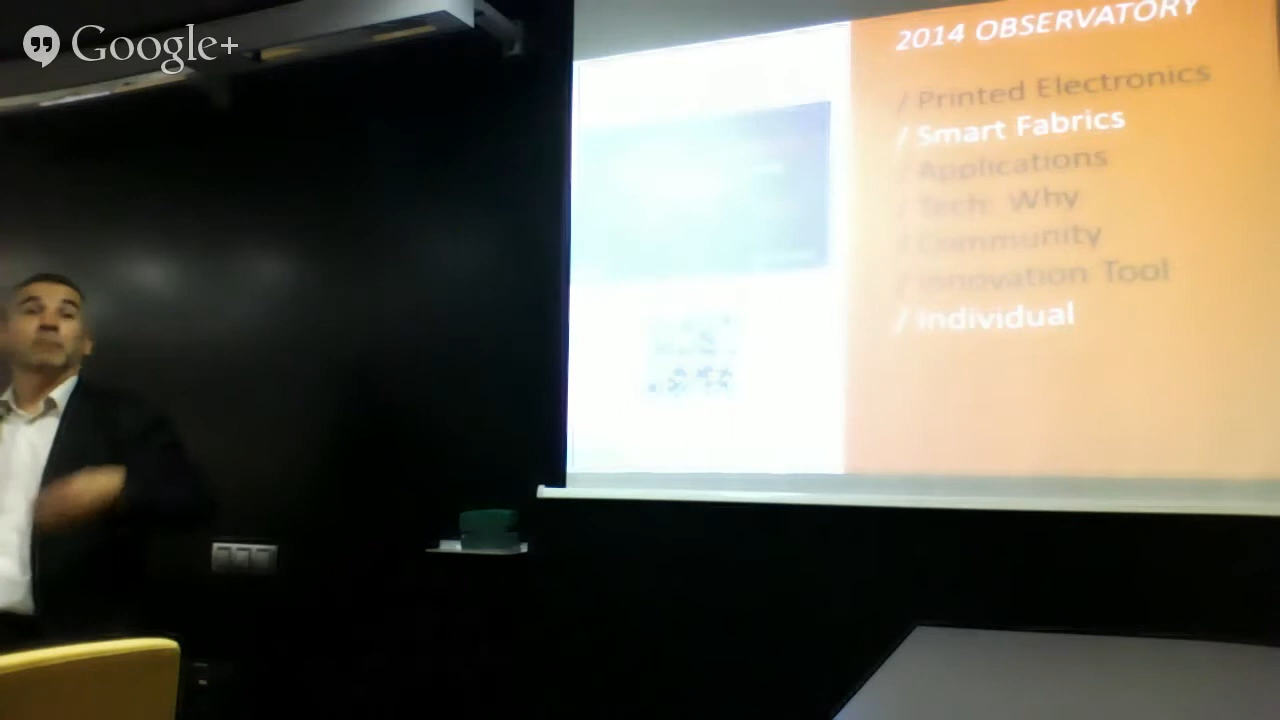 Google+
2014 OBSERVATORY
/ Printed Electronics
/ Smart Fabrics
/ Applications
/ Tech: Why
/ Community
/ Innovation Tool
/ Individual